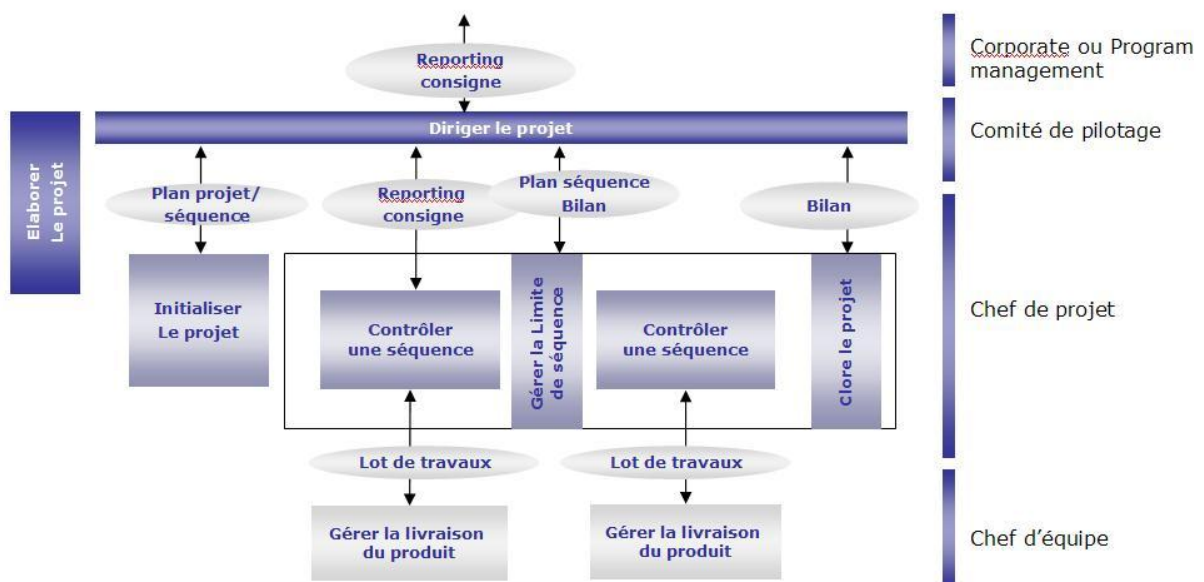 Reporting
consigne
Diriger le projet
Elaborer
Le projet
Plan projet/
séquence
Reporting
consigne
Plan séquence
Bilan
Bilan
Initialiser
Le projet
Contrôler
une séquence
Gérer la Limite
de séquence
Contrôler
une séquence
Clore le projet
Lot de travaux
Lot de travaux
Gérer la livraison
du produit
Gérer la livraison
du produit
Corporate ou Program
management
Comité de pilotage
Chef de projet
Chef d’équipe